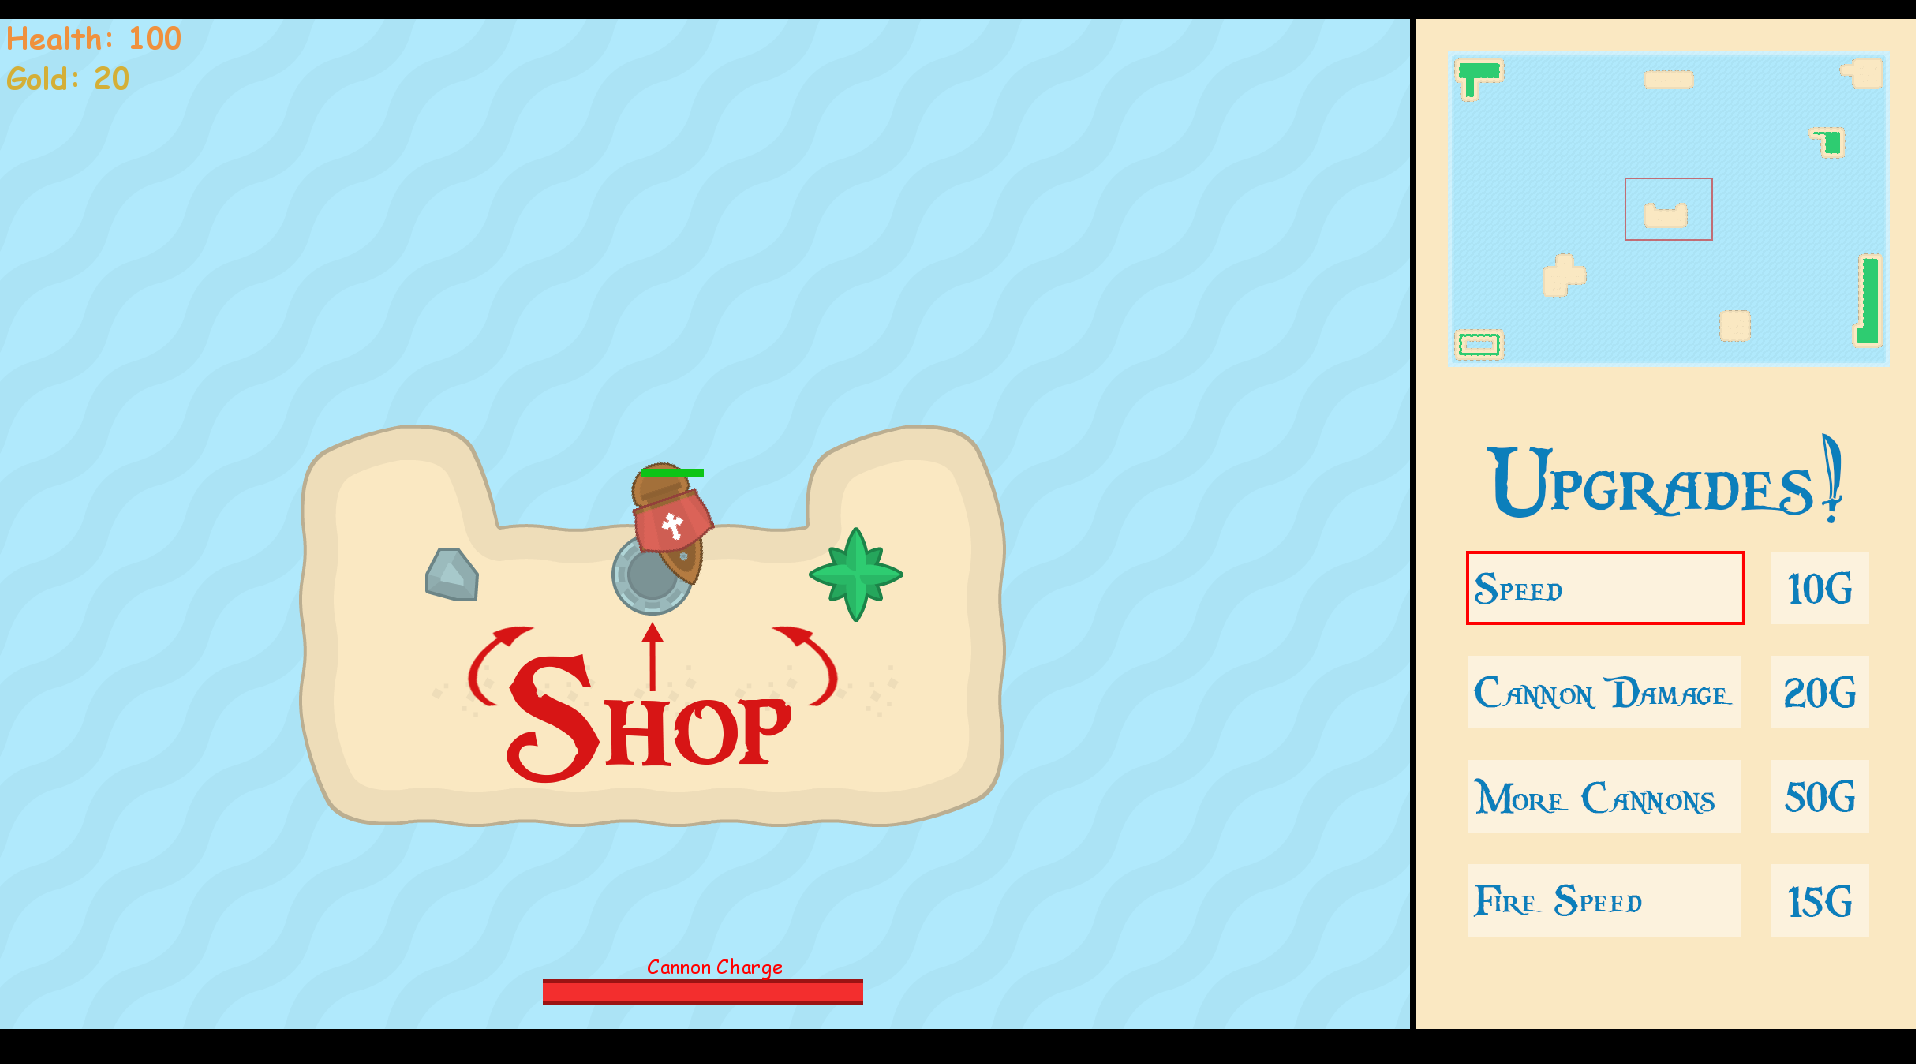 Health: 100
Gold: 20
Shop
Cannon Charge
Upgrades!
Speed 10G
Cannon Damage 20G
More Cannons 50G
Fire Speed 15G